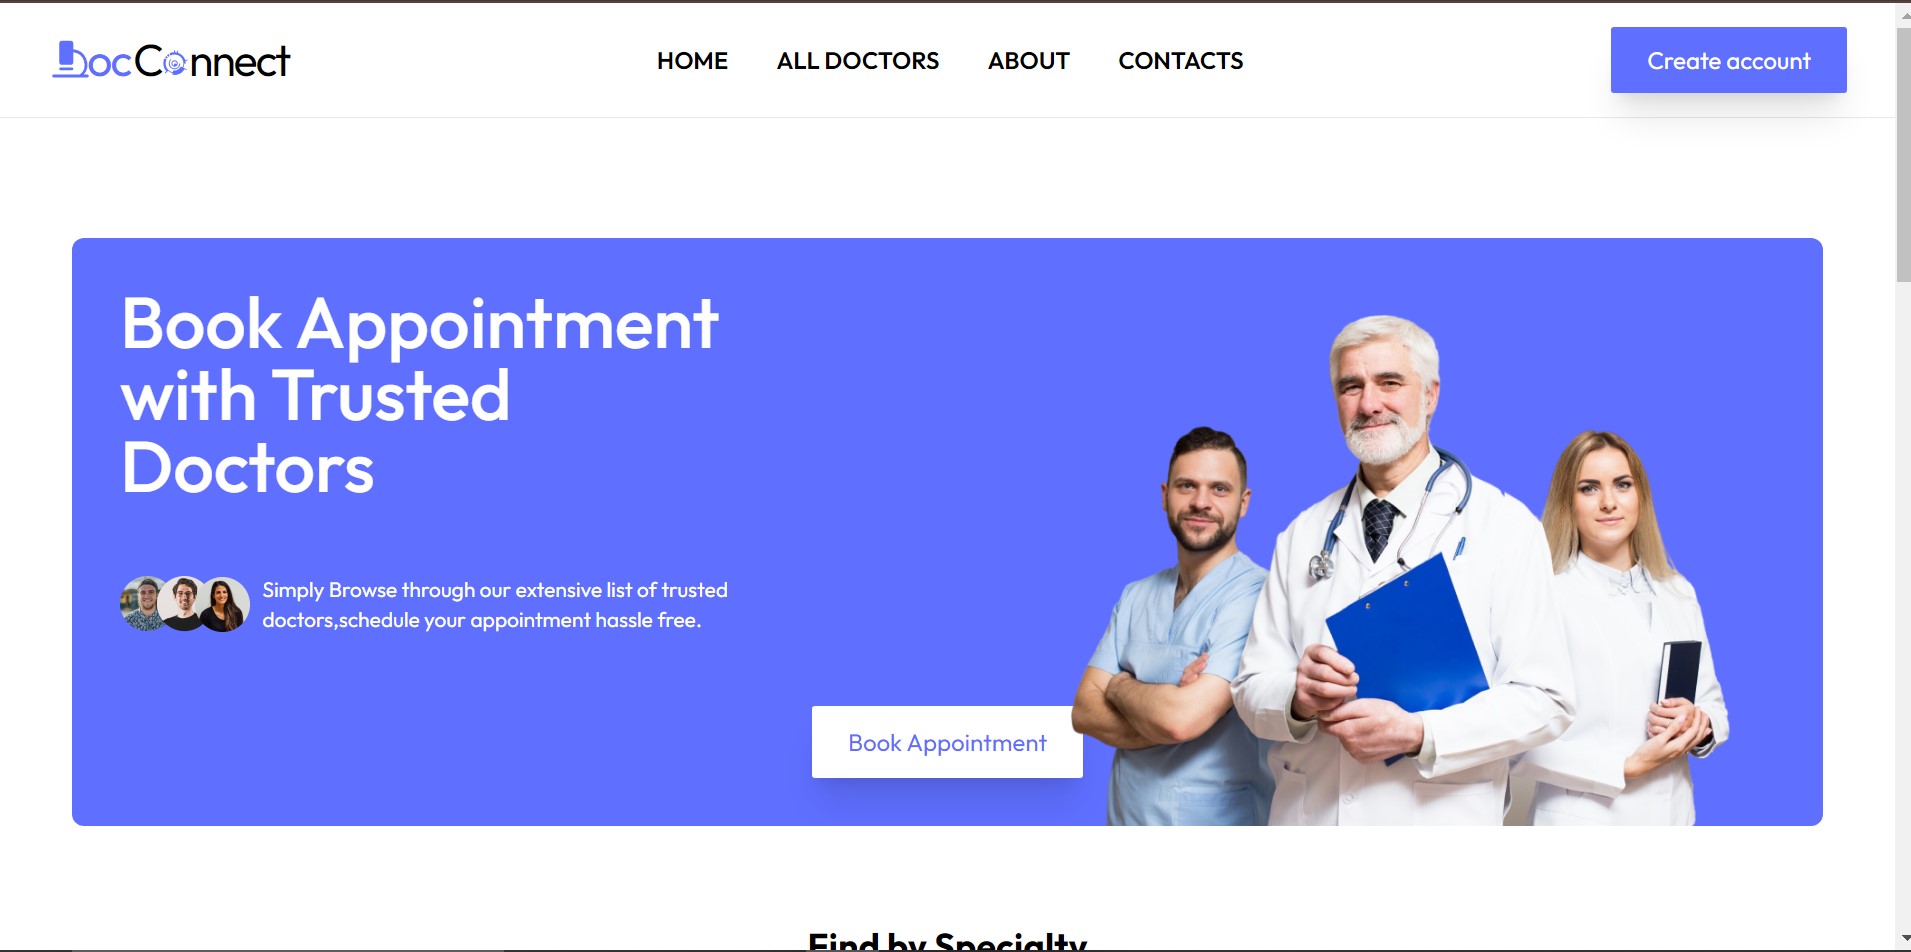 DocConnect
HOME
ALL DOCTORS
ABOUT
CONTACTS
Create account
Book Appointment
with Trusted
Doctors
Simply Browse through our extensive list of trusted
doctors,schedule your appointment hassle free.
Book Appointment
Find by Specialty